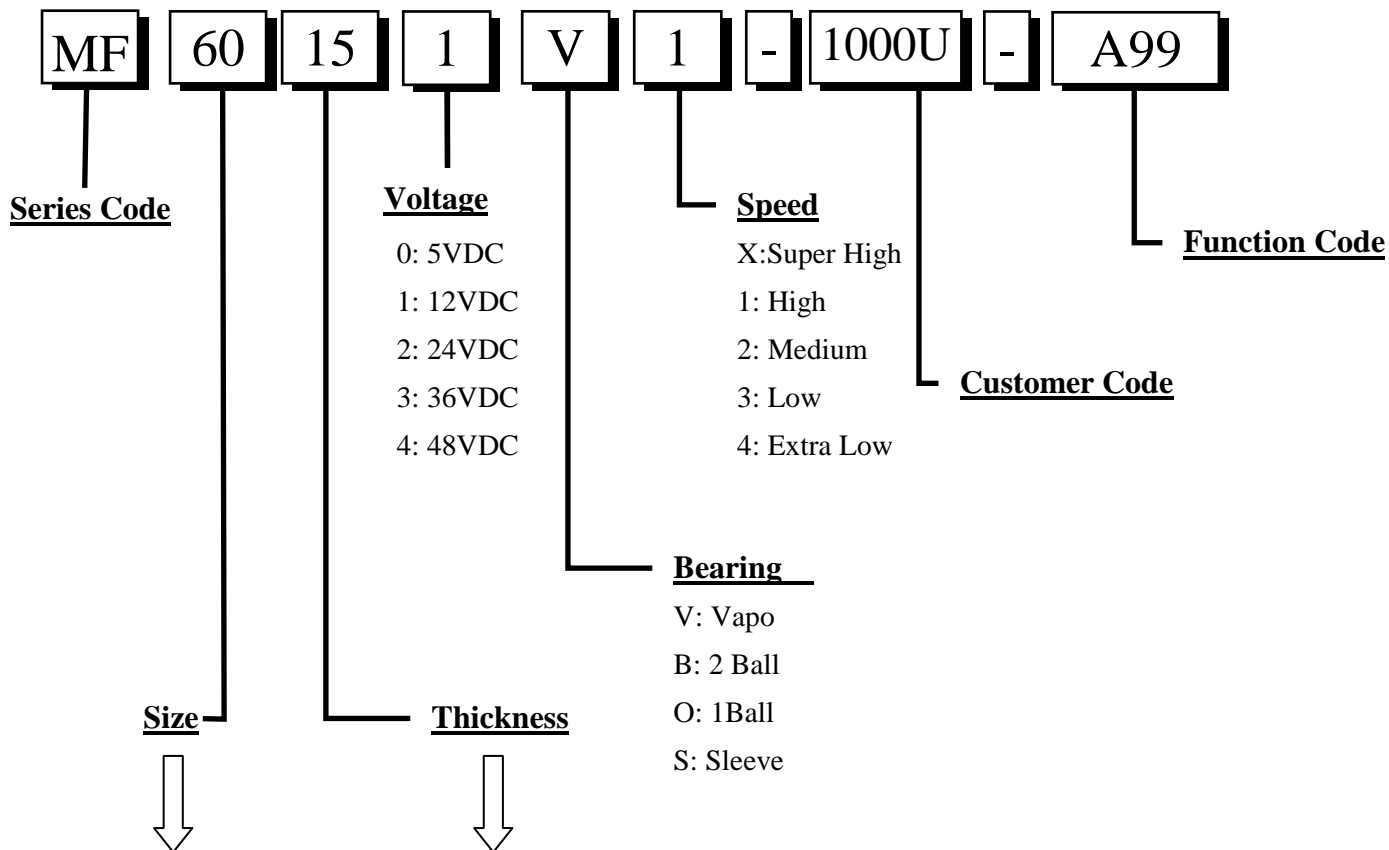 MF 60 15 1 V 1 - 1000U - A99
Series Code
Voltage
0: 5VDC
1: 12VDC
2: 24VDC
3: 36VDC
4: 48VDC
Speed
X:Super High
1: High
2: Medium
3: Low
4: Extra Low
Function Code
Customer Code
Bearing
V: Vapo
B: 2 Ball
O: 1Ball
S: Sleeve
Size
Thickness